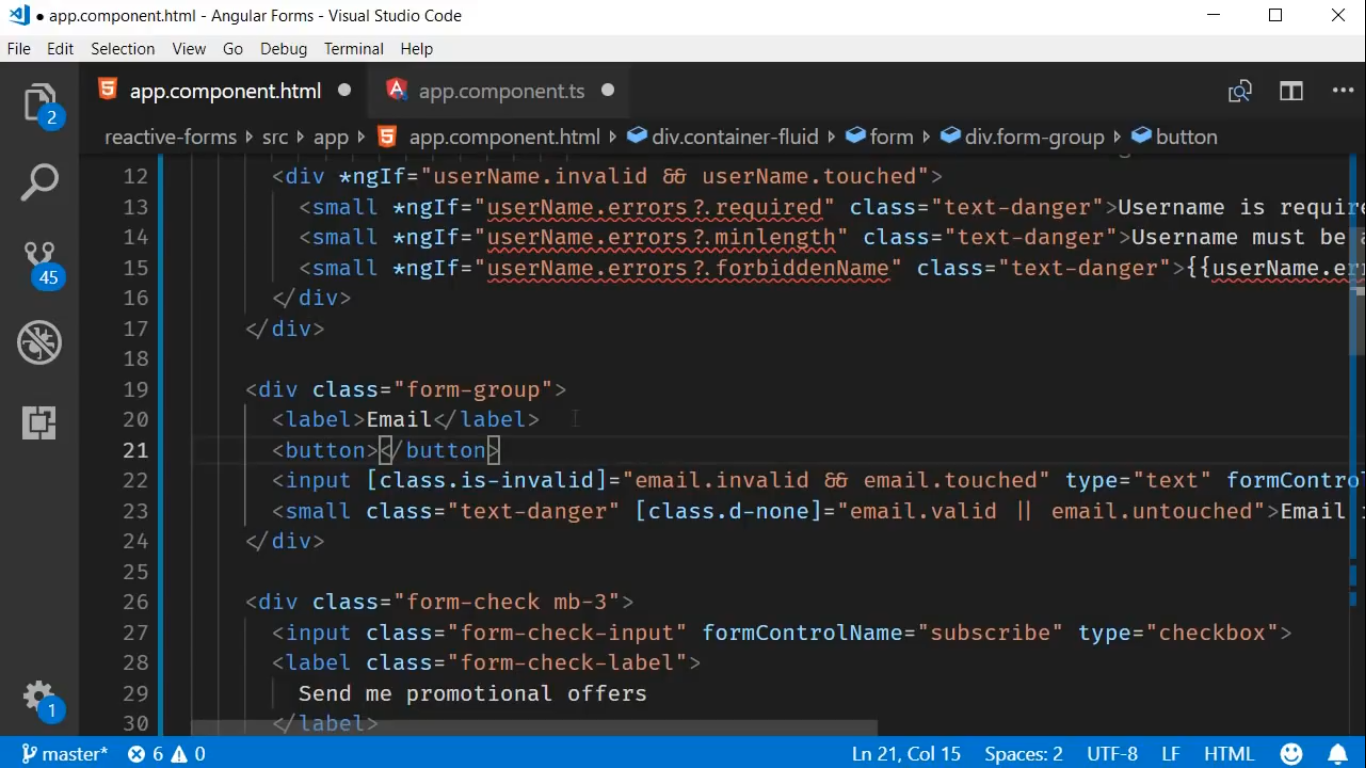 app.component.html - Angular Forms - Visual Studio Code
File Edit Selection View Go Debug Terminal Help
app.component.html app.component.ts
reactive-forms › src › app › app.component.html › div.container-fluid › form › div.form-group › button
12 <div *ngIf="userName.invalid && userName.touched">
13 <small *ngIf="userName.errors?.required" class="text-danger">Username is require
14 <small *ngIf="userName.errors?.minlength" class="text-danger">Username must be a
15 <small *ngIf="userName.errors?.forbiddenName" class="text-danger">{{userName.err
16 </div>
17 </div>
18
19 <div class="form-group">
20 <label>Email</label>
21 <button></button>
22 <input [class.is-invalid]="email.invalid && email.touched" type="text" formContro
23 <small class="text-danger" [class.d-none]="email.valid || email.untouched">Email
24 </div>
25
26 <div class="form-check mb-3">
27 <input class="form-check-input" formControlName="subscribe" type="checkbox">
28 <label class="form-check-label">
29 Send me promotional offers
30 </label>
2
45
1
master* 6 0 Ln 21, Col 15 Spaces: 2 UTF-8 LF HTML